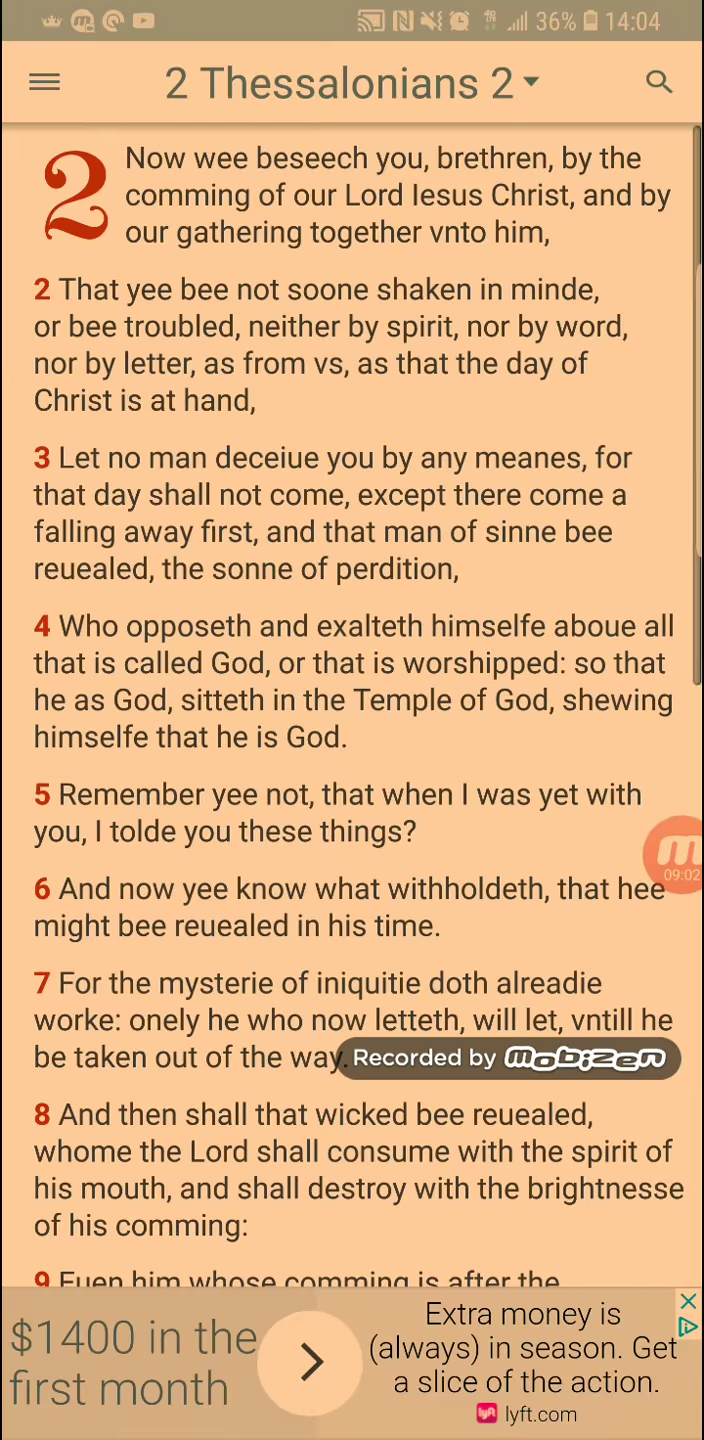 36% 14:04
2 Thessalonians 2
2
Now wee beseech you, brethren, by the
comming of our Lord Iesus Christ, and by
our gathering together vnto him,
2 That yee bee not soone shaken in minde,
or bee troubled, neither by spirit, nor by word,
nor by letter, as from vs, as that the day of
Christ is at hand,
3 Let no man deceiue you by any meanes, for
that day shall not come, except there come a
falling away first, and that man of sinne bee
reuealed, the sonne of perdition,
4 Who opposeth and exalteth himselfe aboue all
that is called God, or that is worshipped: so that
he as God, sitteth in the Temple of God, shewing
himselfe that he is God.
5 Remember yee not, that when I was yet with
you, I tolde you these things?
09:02
6 And now yee know what withholdeth, that hee
might bee reuealed in his time.
7 For the mysterie of iniquitie doth alreadie
worke: onely he who now letteth, will let, vntill he
be taken out of the way.
Recorded by mobizen
8 And then shall that wicked bee reuealed,
whome the Lord shall consume with the spirit of
his mouth, and shall destroy with the brightnesse
of his comming:
9 Euen him whose comming is after the
$1400 in the
first month
Extra money is
(always) in season. Get
a slice of the action.
lyft lyft.com